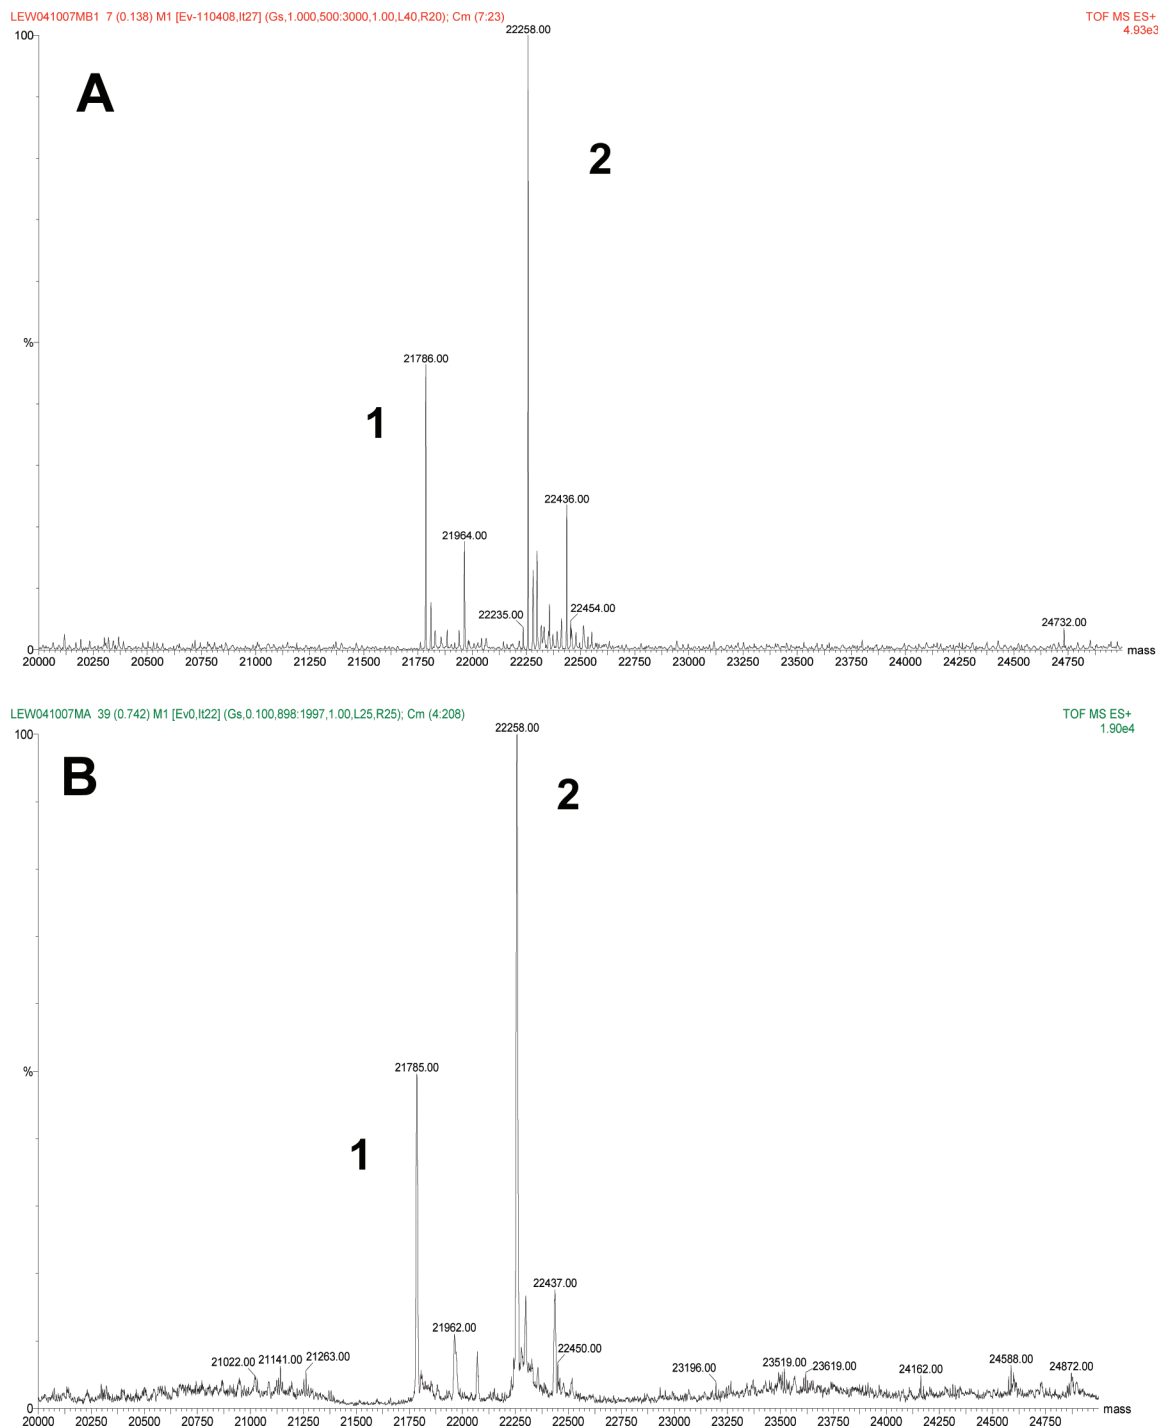 LEW041007MB1 7 (0.138) M1 [Ev-110408,It27] (Gs,1.000,500:3000,1.00,L40,R20); Cm (7:23)
TOF MS ES+
4.93e3
100
22258.00
A
2
%
21786.00
1
22436.00
21964.00
22235.00
22454.00
24732.00
0
20000 20250 20500 20750 21000 21250 21500 21750 22000 22250 22500 22750 23000 23250 23500 23750 24000 24250 24500 24750
mass
LEW041007MA 39 (0.742) M1 [Ev0,It22] (Gs,0.100,898:1997,1.00,L25,R25); Cm (4:208)
TOF MS ES+
1.90e4
100
22258.00
B
2
%
21785.00
1
22437.00
21962.00
22450.00
21022.00 21141.00 21263.00
23196.00 23519.00 23619.00 24162.00 24588.00 24872.00
0
20000 20250 20500 20750 21000 21250 21500 21750 22000 22250 22500 22750 23000 23250 23500 23750 24000 24250 24500 24750
mass